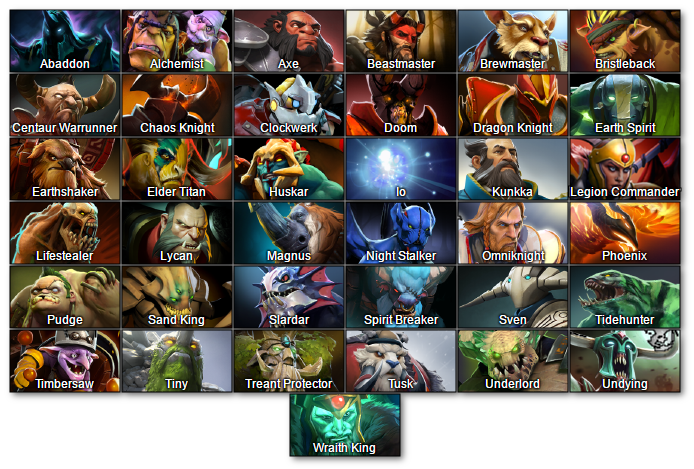 Abaddon
Alchemist
Axe
Beastmaster
Brewmaster
Bristleback
Centaur Warrunner
Chaos Knight
Clockwerk
Doom
Dragon Knight
Earth Spirit
Earthshaker
Elder Titan
Huskar
Io
Kunkka
Legion Commander
Lifestealer
Lycan
Magnus
Night Stalker
Omniknight
Phoenix
Pudge
Sand King
Slardar
Spirit Breaker
Sven
Tidehunter
Timbersaw
Tiny
Treant Protector
Tusk
Underlord
Undying
Wraith King